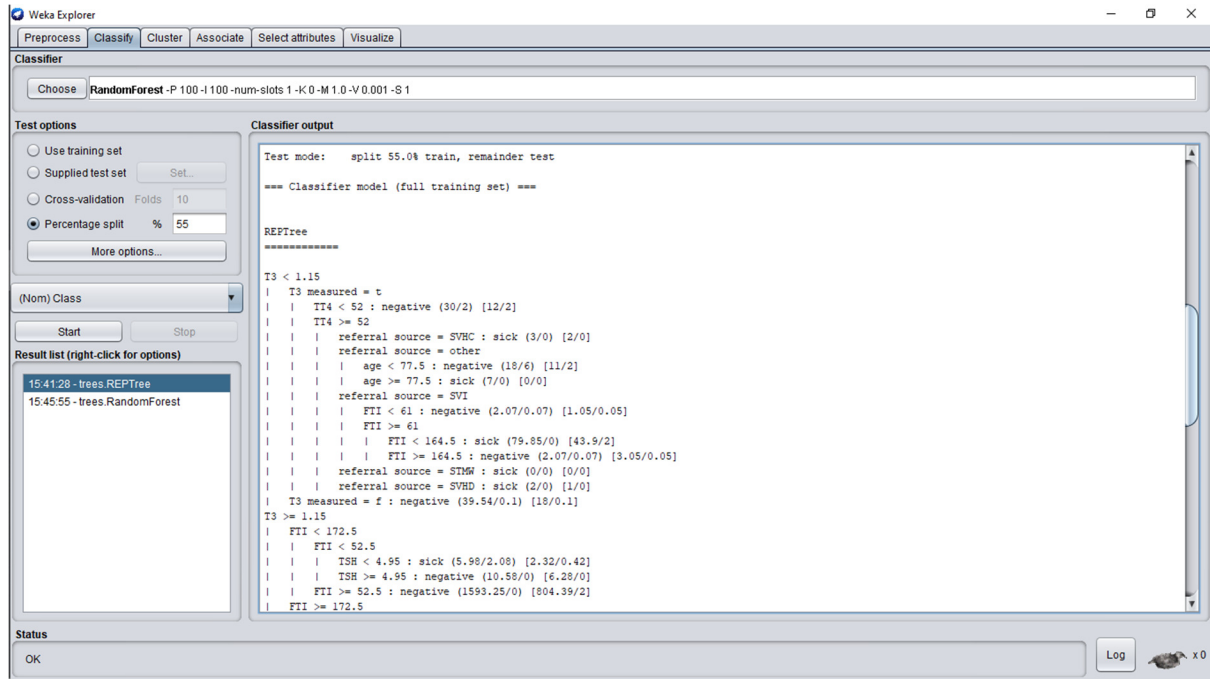 Weka Explorer
Preprocess Classify Cluster Associate Select attributes Visualize
Classifier
Choose RandomForest -P 100 -I 100 -num-slots 1 -K 0 -M 1.0 -V 0.001 -S 1
Test options
Use training set
Supplied test set Set...
Cross-validation Folds 10
Percentage split % 55
More options...
(Nom) Class
Start Stop
Result list (right-click for options)
15:41:28 - trees.REPTree
15:45:55 - trees.RandomForest
Classifier output
Test mode:    split 55.0% train, remainder test
=== Classifier model (full training set) ===
REPTree
============
T3 < 1.15
|   T3 measured = t
|   |   TT4 < 52 : negative (30/2) [12/2]
|   |   TT4 >= 52
|   |   |   referral source = SVHC : sick (3/0) [2/0]
|   |   |   referral source = other
|   |   |   |   age < 77.5 : negative (18/6) [11/2]
|   |   |   |   age >= 77.5 : sick (7/0) [0/0]
|   |   |   referral source = SVI
|   |   |   |   FTI < 61 : negative (2.07/0.07) [1.05/0.05]
|   |   |   |   FTI >= 61
|   |   |   |   |   FTI < 164.5 : sick (79.85/0) [43.9/2]
|   |   |   |   |   FTI >= 164.5 : negative (2.07/0.07) [3.05/0.05]
|   |   |   referral source = STMW : sick (0/0) [0/0]
|   |   |   referral source = SVHD : sick (2/0) [1/0]
|   T3 measured = f : negative (39.54/0.1) [18/0.1]
T3 >= 1.15
|   FTI < 172.5
|   |   FTI < 52.5
|   |   |   TSH < 4.95 : sick (5.98/2.08) [2.32/0.42]
|   |   |   TSH >= 4.95 : negative (10.58/0) [6.28/0]
|   |   FTI >= 52.5 : negative (1593.25/0) [804.39/2]
|   FTI >= 172.5
Status
OK
Log x 0